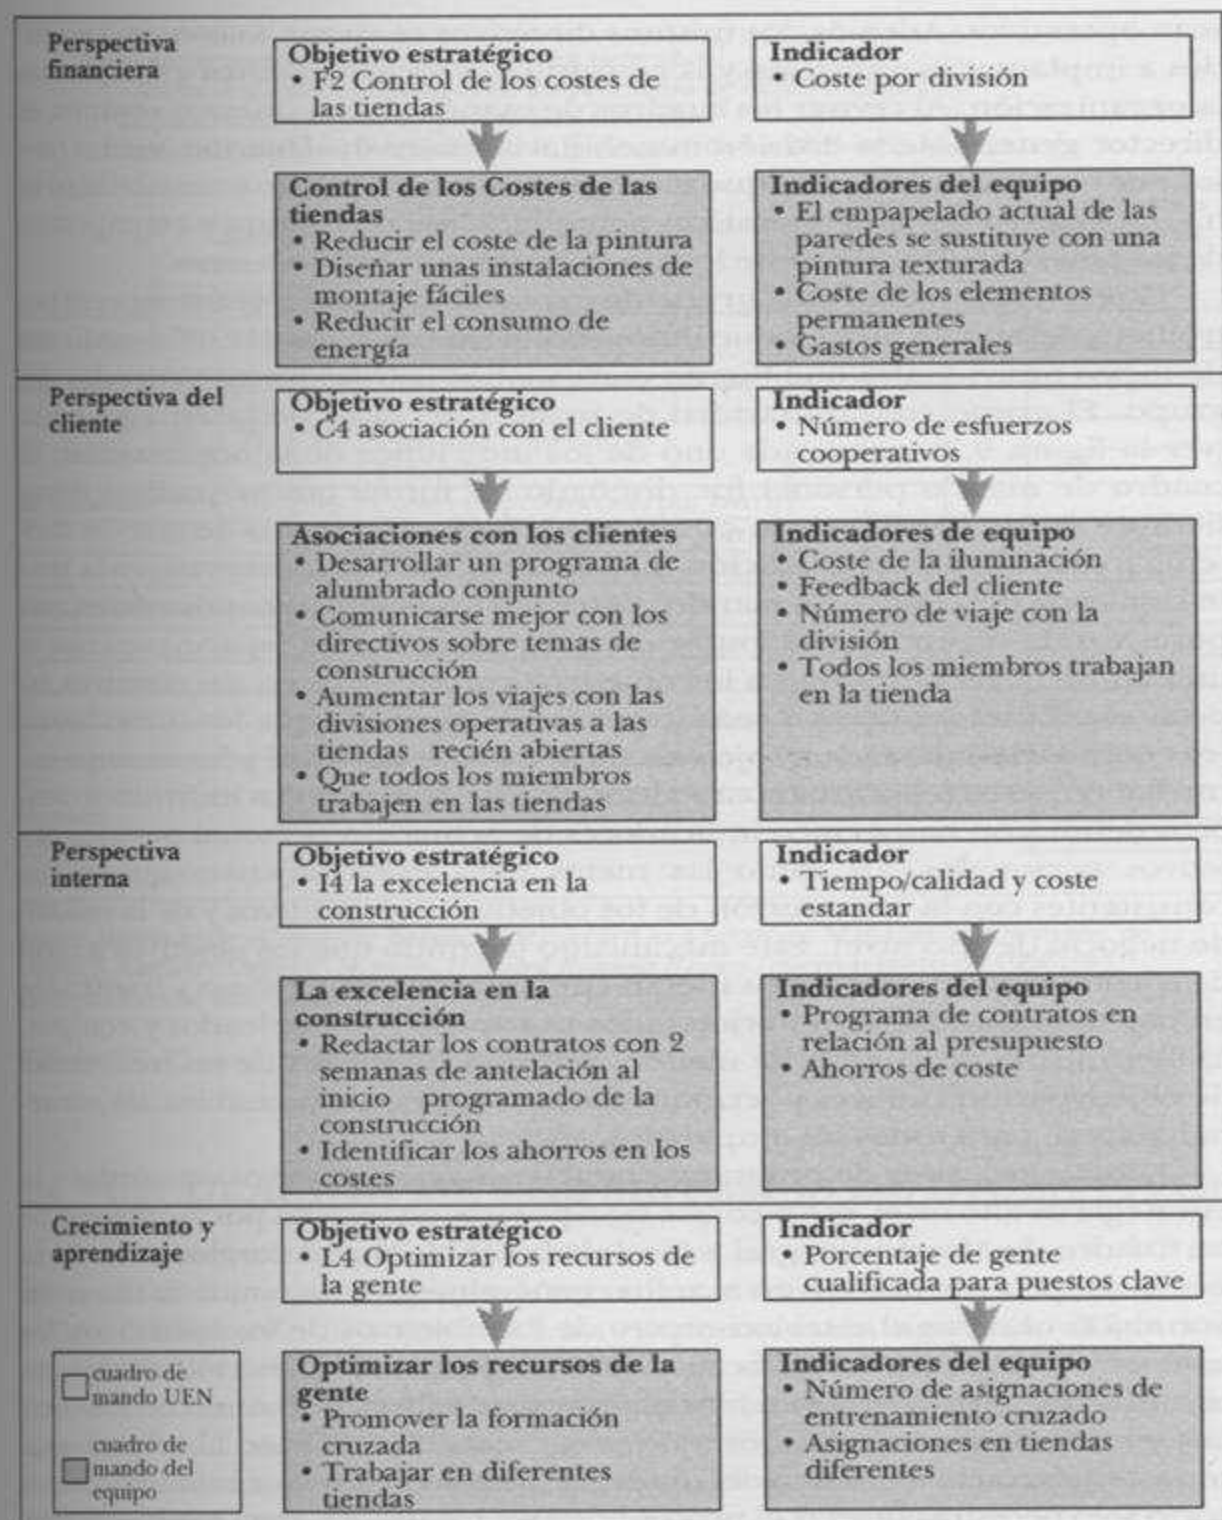 Perspectiva
financiera
Objetivo estratégico
• F2 Control de los costes de
las tiendas
Indicador
• Coste por división
Control de los Costes de las
tiendas
• Reducir el coste de la pintura
• Diseñar unas instalaciones de
montaje fáciles
• Reducir el consumo de
energía
Indicadores del equipo
• El empapelado actual de las
paredes se sustituye con una
pintura texturada
• Coste de los elementos
permanentes
• Gastos generales
Perspectiva del
cliente
Objetivo estratégico
• C4 asociación con el cliente
Indicador
• Número de esfuerzos
cooperativos
Asociaciones con los clientes
• Desarrollar un programa de
alumbrado conjunto
• Comunicarse mejor con los
directivos sobre temas de
construcción
• Aumentar los viajes con las
divisiones operativas a las
tiendas recién abiertas
• Que todos los miembros
trabajen en las tiendas
Indicadores de equipo
• Coste de la iluminación
• Feedback del cliente
• Número de viaje con la
división
• Todos los miembros trabajan
en la tienda
Perspectiva
interna
Objetivo estratégico
• I4 la excelencia en la
construcción
Indicador
• Tiempo/calidad y coste
estandar
La excelencia en la
construcción
• Redactar los contratos con 2
semanas de antelación al
inicio programado de la
construcción
• Identificar los ahorros en los
costes
Indicadores del equipo
• Programa de contratos en
relación al presupuesto
• Ahorros de coste
Crecimiento y
aprendizaje
Objetivo estratégico
• L4 Optimizar los recursos de
la gente
Indicador
• Porcentaje de gente
cualificada para puestos clave
cuadro de
mando UEN
cuadro de
mando del
equipo
Optimizar los recursos de la
gente
• Promover la formación
cruzada
• Trabajar en diferentes
tiendas
Indicadores del equipo
• Número de asignaciones de
entrenamiento cruzado
• Asignaciones en tiendas
diferentes